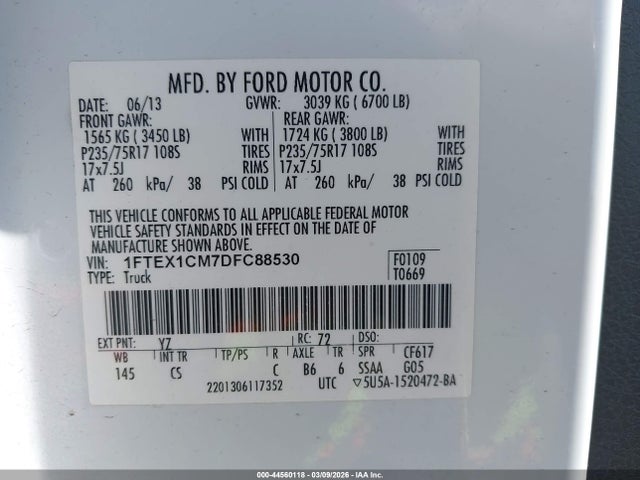 MFD. BY FORD MOTOR CO.
DATE: 06/13 GVWR: 3039 KG ( 6700 LB)
FRONT GAWR: REAR GAWR:
1565 KG ( 3450 LB) WITH 1724 KG ( 3800 LB) WITH
P235/75R17 108S TIRES P235/75R17 108S TIRES
17x7.5J RIMS 17x7.5J RIMS
AT 260 kPa/ 38 PSI COLD AT 260 kPa/ 38 PSI COLD
THIS VEHICLE CONFORMS TO ALL APPLICABLE FEDERAL MOTOR
VEHICLE SAFETY STANDARDS IN EFFECT ON THE DATE OF
MANUFACTURE SHOWN ABOVE.
VIN: 1FTEX1CM7DFC88530 F0109
TYPE: Truck T0669
EXT PNT: YZ RC: 72 DSO:
WB INT TR TP/PS R AXLE TR SPR CF617
145 CS C B6 6 SSAA G05
2201306117352 UTC ▽5U5A-1520472-BA
000-44560118 - 03/09/2026 - IAA Inc.